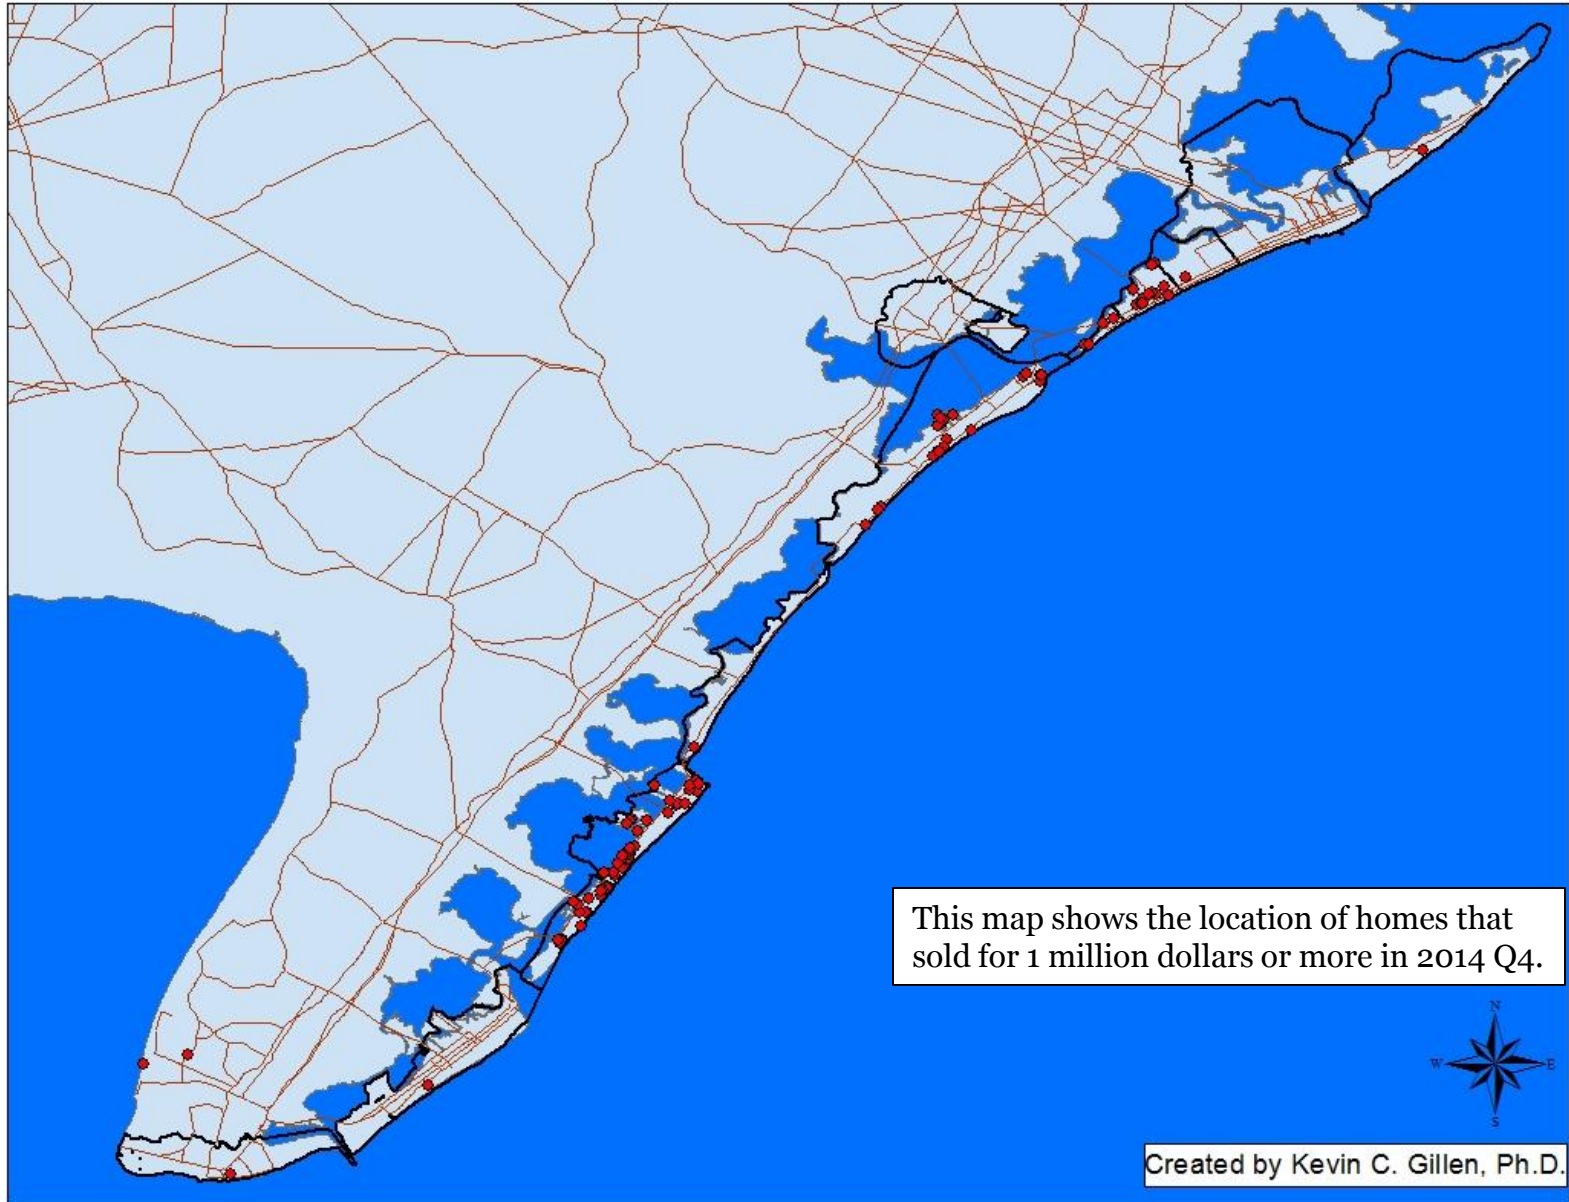 This map shows the location of homes that
sold for 1 million dollars or more in 2014 Q4.
N
W
E
S
Created by Kevin C. Gillen, Ph.D.